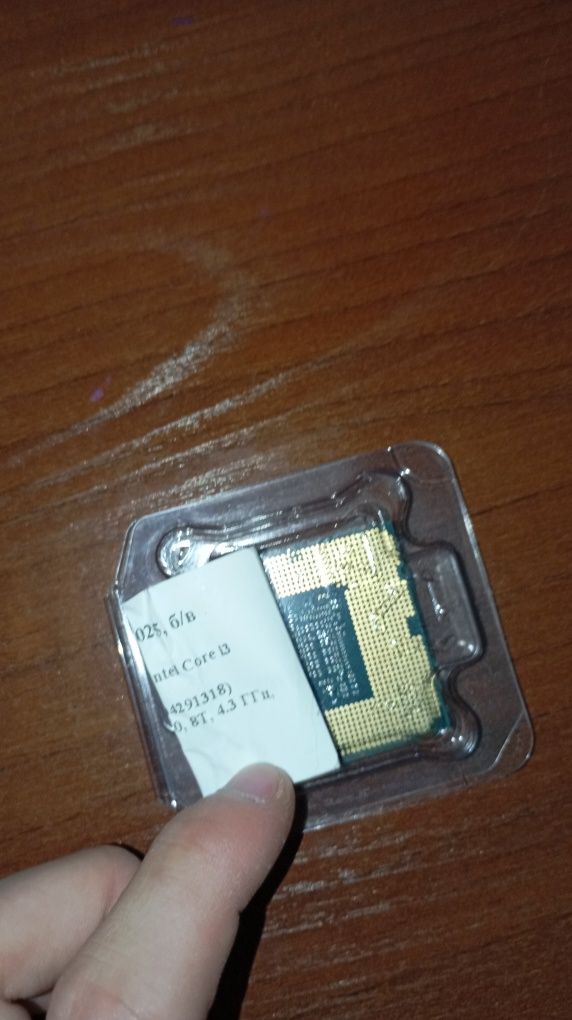 025, б/в
ntel Core i3
4291318)
0, 8T, 4.3 ГГц,